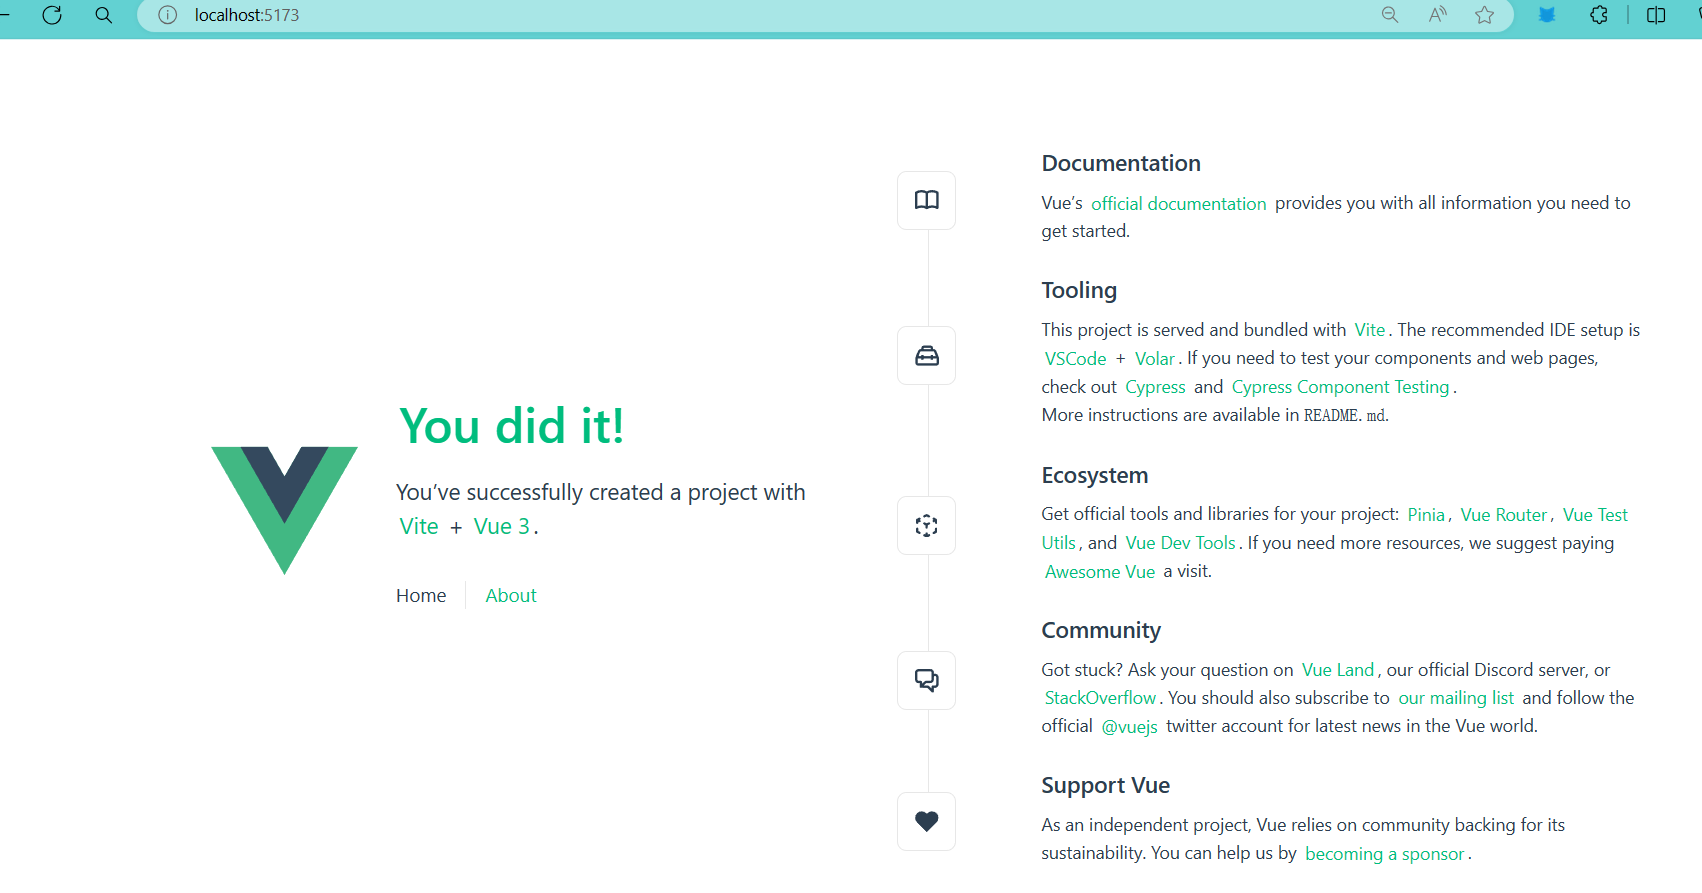 localhost:5173
You did it!
You’ve successfully created a project with
Vite + Vue 3.
Home
About
Documentation
Vue’s official documentation provides you with all information you need to
get started.
Tooling
This project is served and bundled with Vite. The recommended IDE setup is
VSCode + Volar. If you need to test your components and web pages,
check out Cypress and Cypress Component Testing.
More instructions are available in README.md.
Ecosystem
Get official tools and libraries for your project: Pinia, Vue Router, Vue Test
Utils, and Vue Dev Tools. If you need more resources, we suggest paying
Awesome Vue a visit.
Community
Got stuck? Ask your question on Vue Land, our official Discord server, or
StackOverflow. You should also subscribe to our mailing list and follow the
official @vuejs twitter account for latest news in the Vue world.
Support Vue
As an independent project, Vue relies on community backing for its
sustainability. You can help us by becoming a sponsor.